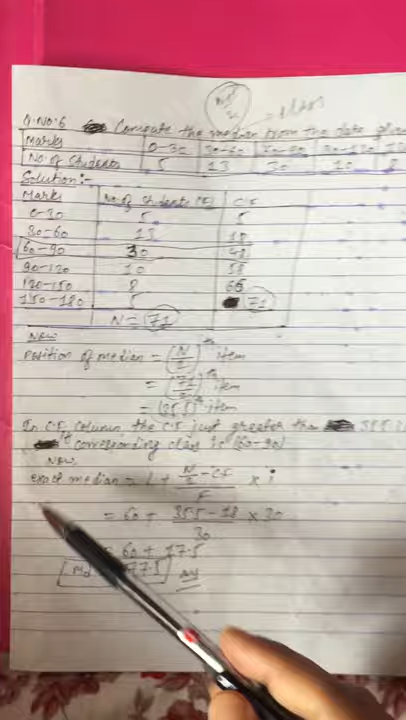 Q.NO:6 Compute the median from the data given
Marks 0-30 30-60 60-90 90-120
No. of Students 5 13 30 10 8
Solution:-
Marks No. of Students (f) C.F
0-30 5 5
30-60 13 18
60-90 30 48
90-120 10 58
120-150 8 66
150-180 5 71
N = 71
Now
Position of median = (N/2)th item
= (71/2)th item
= (35.5)th item
In C.F column, the C.F just greater than 35.5
corresponding class is (60-90)
Now
exact median = l + N/2 - CF / F × i
= 60 + 35.5 - 18 / 30 × 30
= 60 + 17.5
Md 77.5 Ans